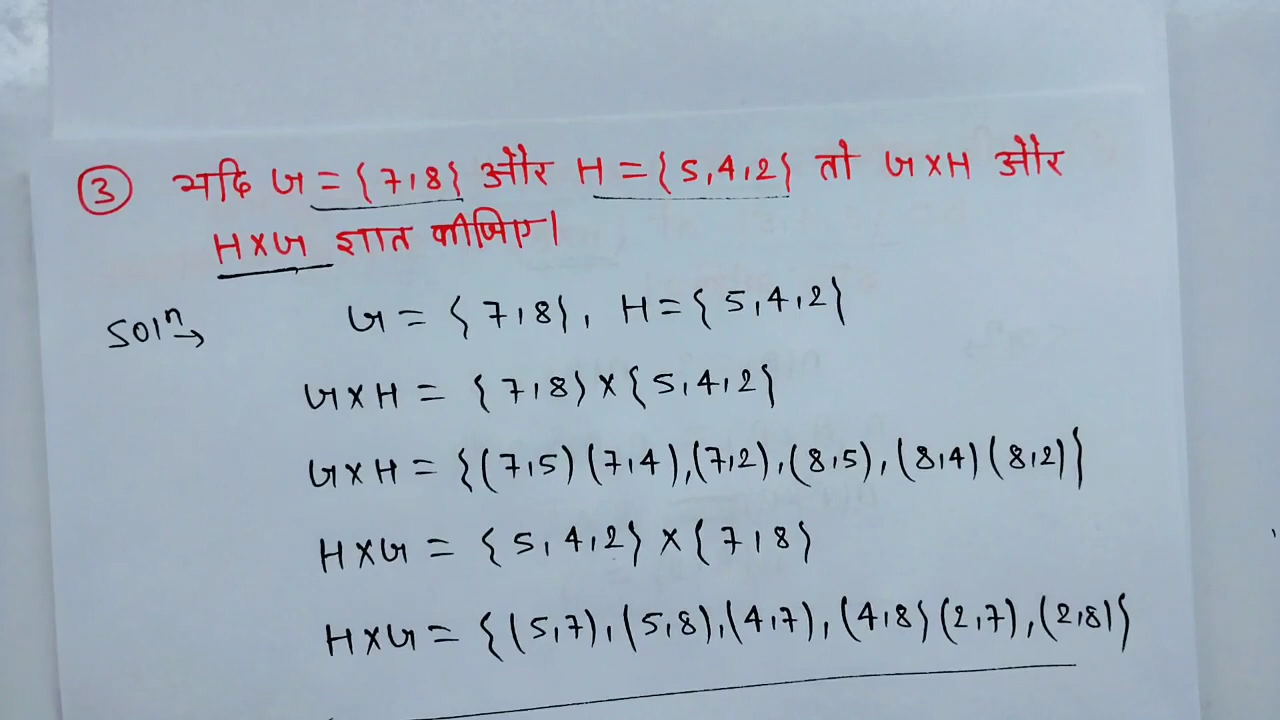 ③ यदि G = {7,8} और H = {5,4,2} तो G×H और
H×G ज्ञात कीजिए।
Solⁿ→ G = {7,8}, H = {5,4,2}
G×H = {7,8}×{5,4,2}
G×H = {(7,5)(7,4),(7,2),(8,5),(8,4)(8,2)}
H×G = {5,4,2}×{7,8}
H×G = {(5,7),(5,8),(4,7),(4,8)(2,7),(2,8)}